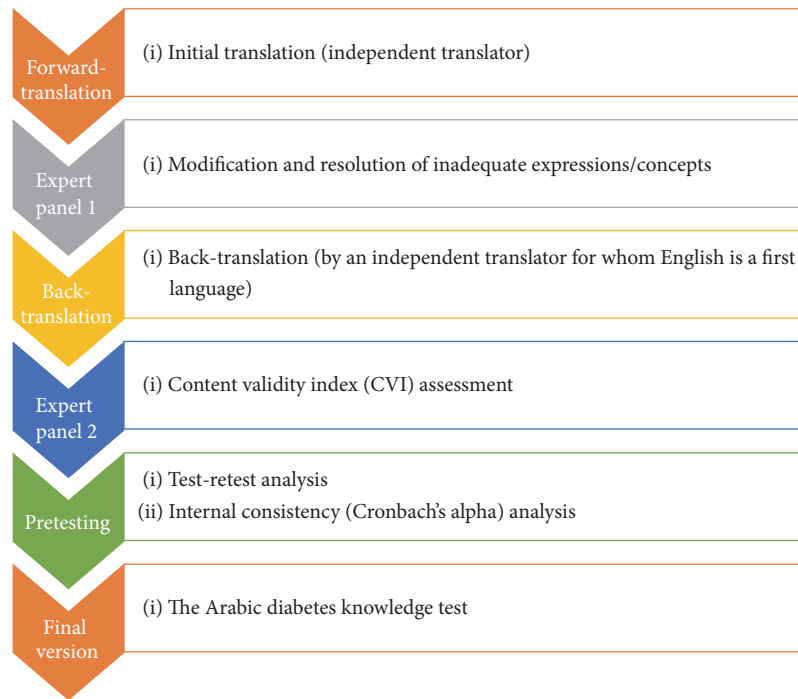 Forward-
translation
(i) Initial translation (independent translator)
Expert
panel 1
(i) Modification and resolution of inadequate expressions/concepts
Back-
translation
(i) Back-translation (by an independent translator for whom English is a first
language)
Expert
panel 2
(i) Content validity index (CVI) assessment
Pretesting
(i) Test-retest analysis
(ii) Internal consistency (Cronbach’s alpha) analysis
Final
version
(i) The Arabic diabetes knowledge test